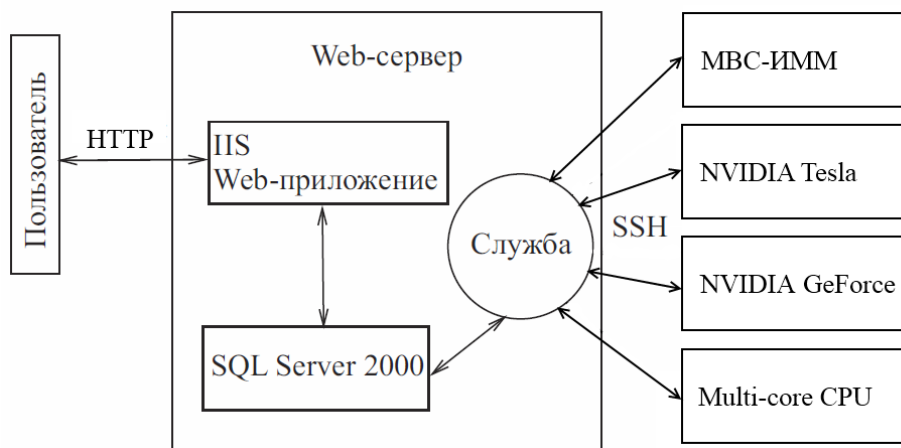 Пользователь
HTTP
Web-сервер
IIS
Web-приложение
SQL Server 2000
Служба
SSH
МВС-ИММ
NVIDIA Tesla
NVIDIA GeForce
Multi-core CPU